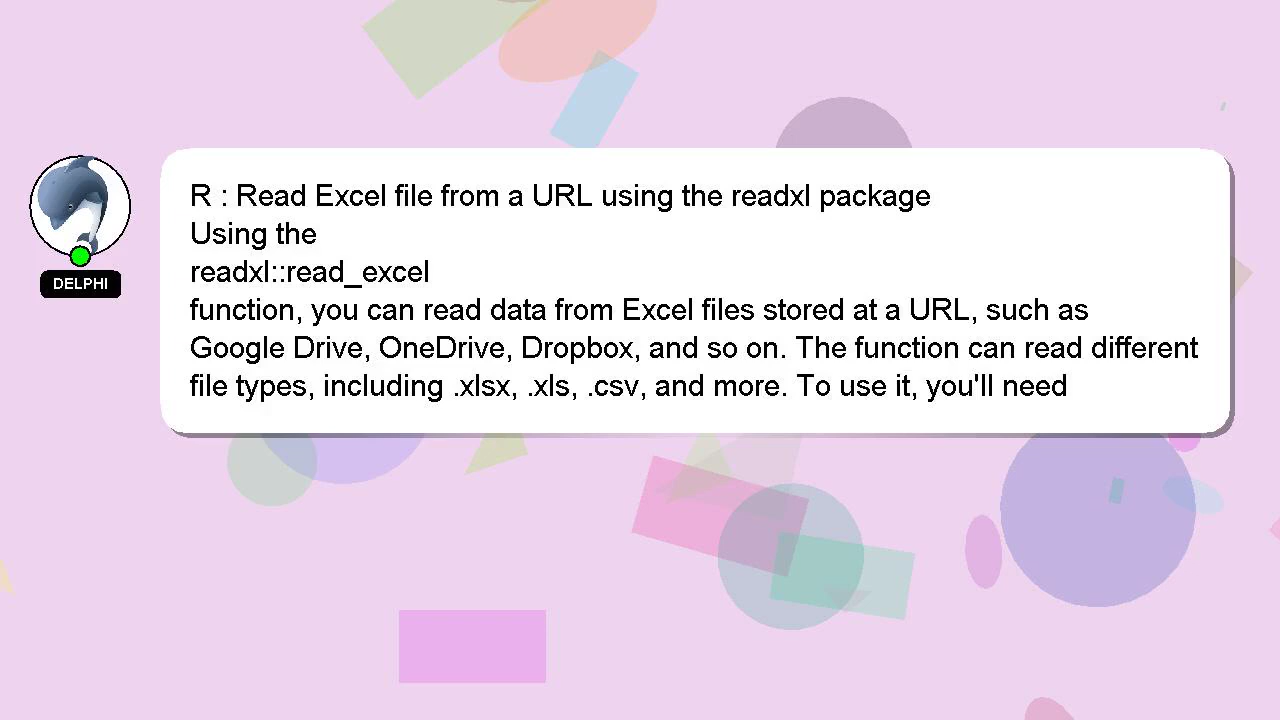 R : Read Excel file from a URL using the readxl package
Using the
readxl::read_excel
function, you can read data from Excel files stored at a URL, such as
Google Drive, OneDrive, Dropbox, and so on. The function can read different
file types, including .xlsx, .xls, .csv, and more. To use it, you'll need
DELPHI